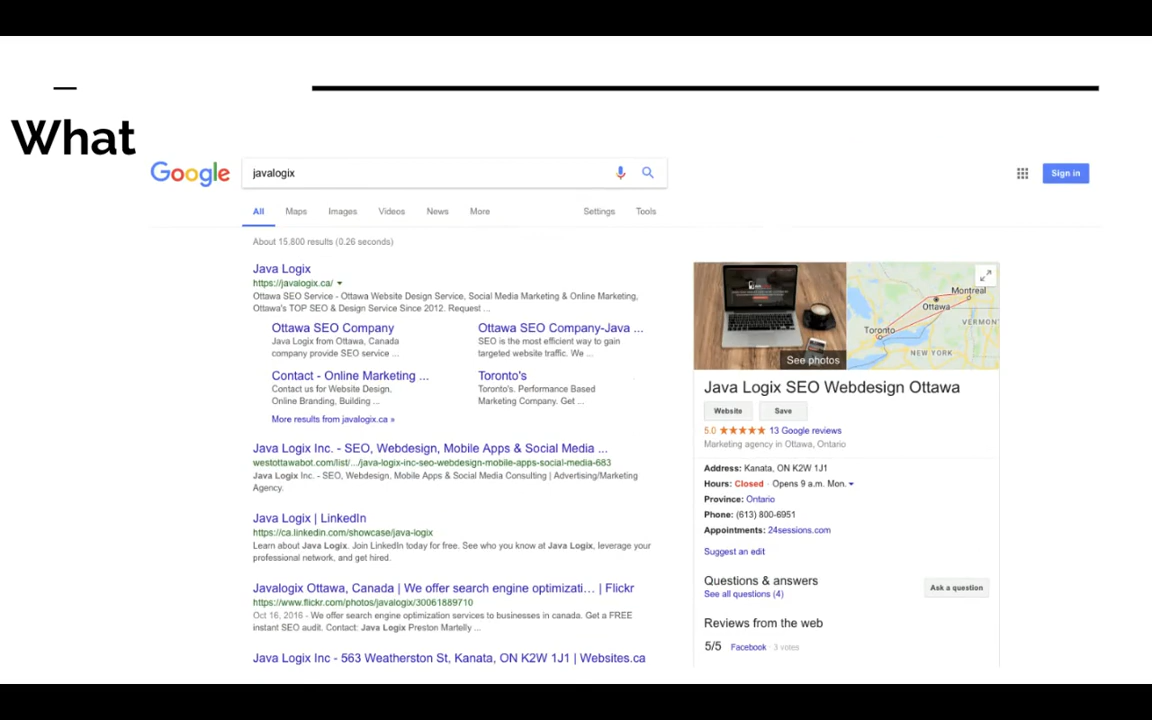 What
Google
javalogix
Sign in
All Maps Images Videos News More Settings Tools
About 15,800 results (0.26 seconds)
Java Logix
https://javalogix.ca/
Ottawa SEO Service - Ottawa Website Design Service, Social Media Marketing & Online Marketing,
Ottawa's TOP SEO & Design Service Since 2012. Request ...
Ottawa SEO Company
Java Logix from Ottawa, Canada
company provide SEO service ...
Ottawa SEO Company-Java ...
SEO is the most efficient way to gain
targeted website traffic. We ...
Contact - Online Marketing ...
Contact us for Website Design,
Online Branding, Building ...
Toronto's
Toronto's. Performance Based
Marketing Company. Get ...
More results from javalogix.ca »
Java Logix Inc. - SEO, Webdesign, Mobile Apps & Social Media ...
westottawabot.com/list/.../java-logix-inc-seo-webdesign-mobile-apps-social-media-683
Java Logix Inc. - SEO, Webdesign, Mobile Apps & Social Media Consulting | Advertising/Marketing
Agency.
Java Logix | LinkedIn
https://ca.linkedin.com/showcase/java-logix
Learn about Java Logix. Join LinkedIn today for free. See who you know at Java Logix, leverage your
professional network, and get hired.
Javalogix Ottawa, Canada | We offer search engine optimizati... | Flickr
https://www.flickr.com/photos/javalogix/30061889710
Oct 16, 2016 - We offer search engine optimization services to businesses in canada. Get a FREE
instant SEO audit. Contact: Java Logix Preston Martelly ...
Java Logix Inc - 563 Weatherston St, Kanata, ON K2W 1J1 | Websites.ca
See photos
Montreal
Ottawa
Toronto
VERMON
NEW YORK
Java Logix SEO Webdesign Ottawa
Website Save
5.0 ★★★★★ 13 Google reviews
Marketing agency in Ottawa, Ontario
Address: Kanata, ON K2W 1J1
Hours: Closed · Opens 9 a.m. Mon.
Province: Ontario
Phone: (613) 800-6951
Appointments: 24sessions.com
Suggest an edit
Questions & answers
See all questions (4)
Ask a question
Reviews from the web
5/5 Facebook 3 votes